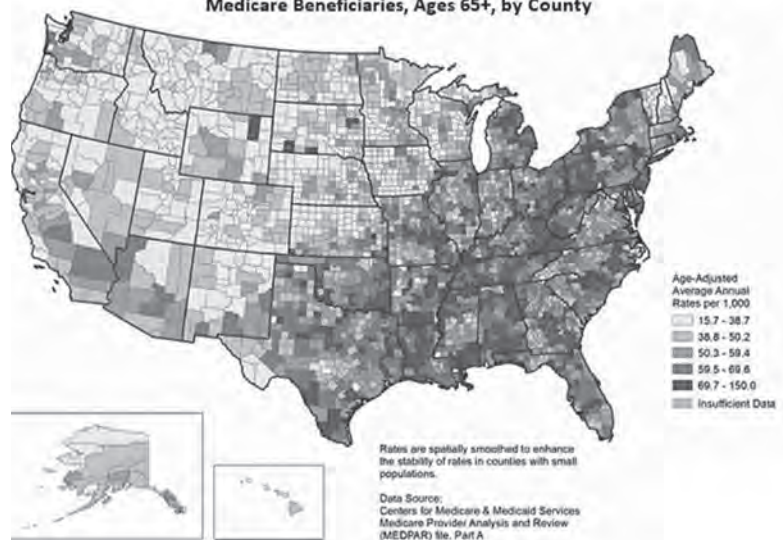 Medicare Beneficiaries, Ages 65+, by County
Age-Adjusted
Average Annual
Rates per 1,000
15.7 - 38.7
38.8 - 50.2
50.3 - 59.4
59.5 - 69.6
69.7 - 150.0
Insufficient Data
Rates are spatially smoothed to enhance
the stability of rates in counties with small
populations.
Data Source:
Centers for Medicare & Medicaid Services
Medicare Provider Analysis and Review
(MEDPAR) file, Part A